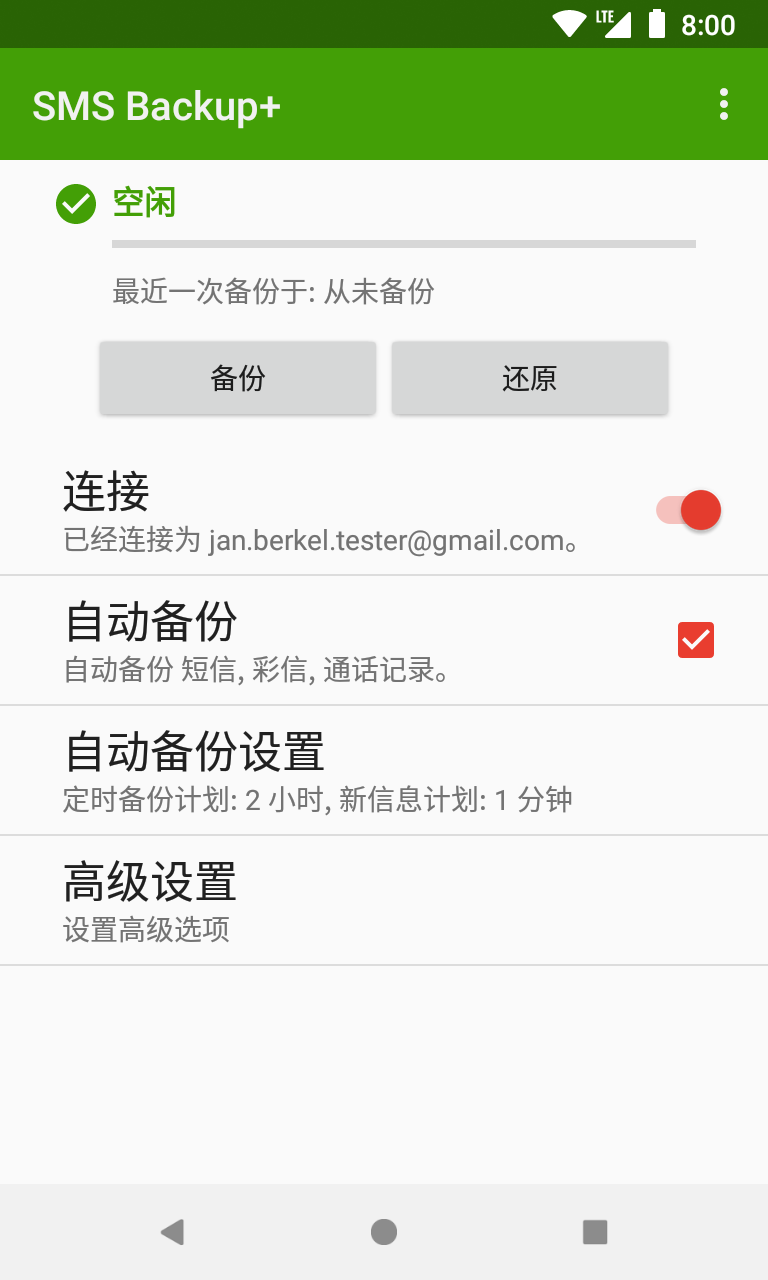 LTE 8:00
SMS Backup+
空闲
最近一次备份于: 从未备份
备份 还原
连接
已经连接为 jan.berkel.tester@gmail.com。
自动备份
自动备份 短信, 彩信, 通话记录。
自动备份设置
定时备份计划: 2 小时, 新信息计划: 1 分钟
高级设置
设置高级选项